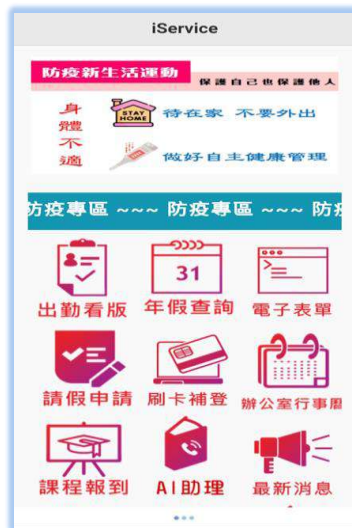 iService
防疫新生活運動
保護自己也保護他人
身體不適
STAY HOME
待在家 不要外出
做好自主健康管理
防疫專區 ~~~ 防疫專區 ~~~ 防疫
31
出勤看版 年假查詢 電子表單
請假申請 刷卡補登 辦公室行事曆
課程報到 AI助理 最新消息